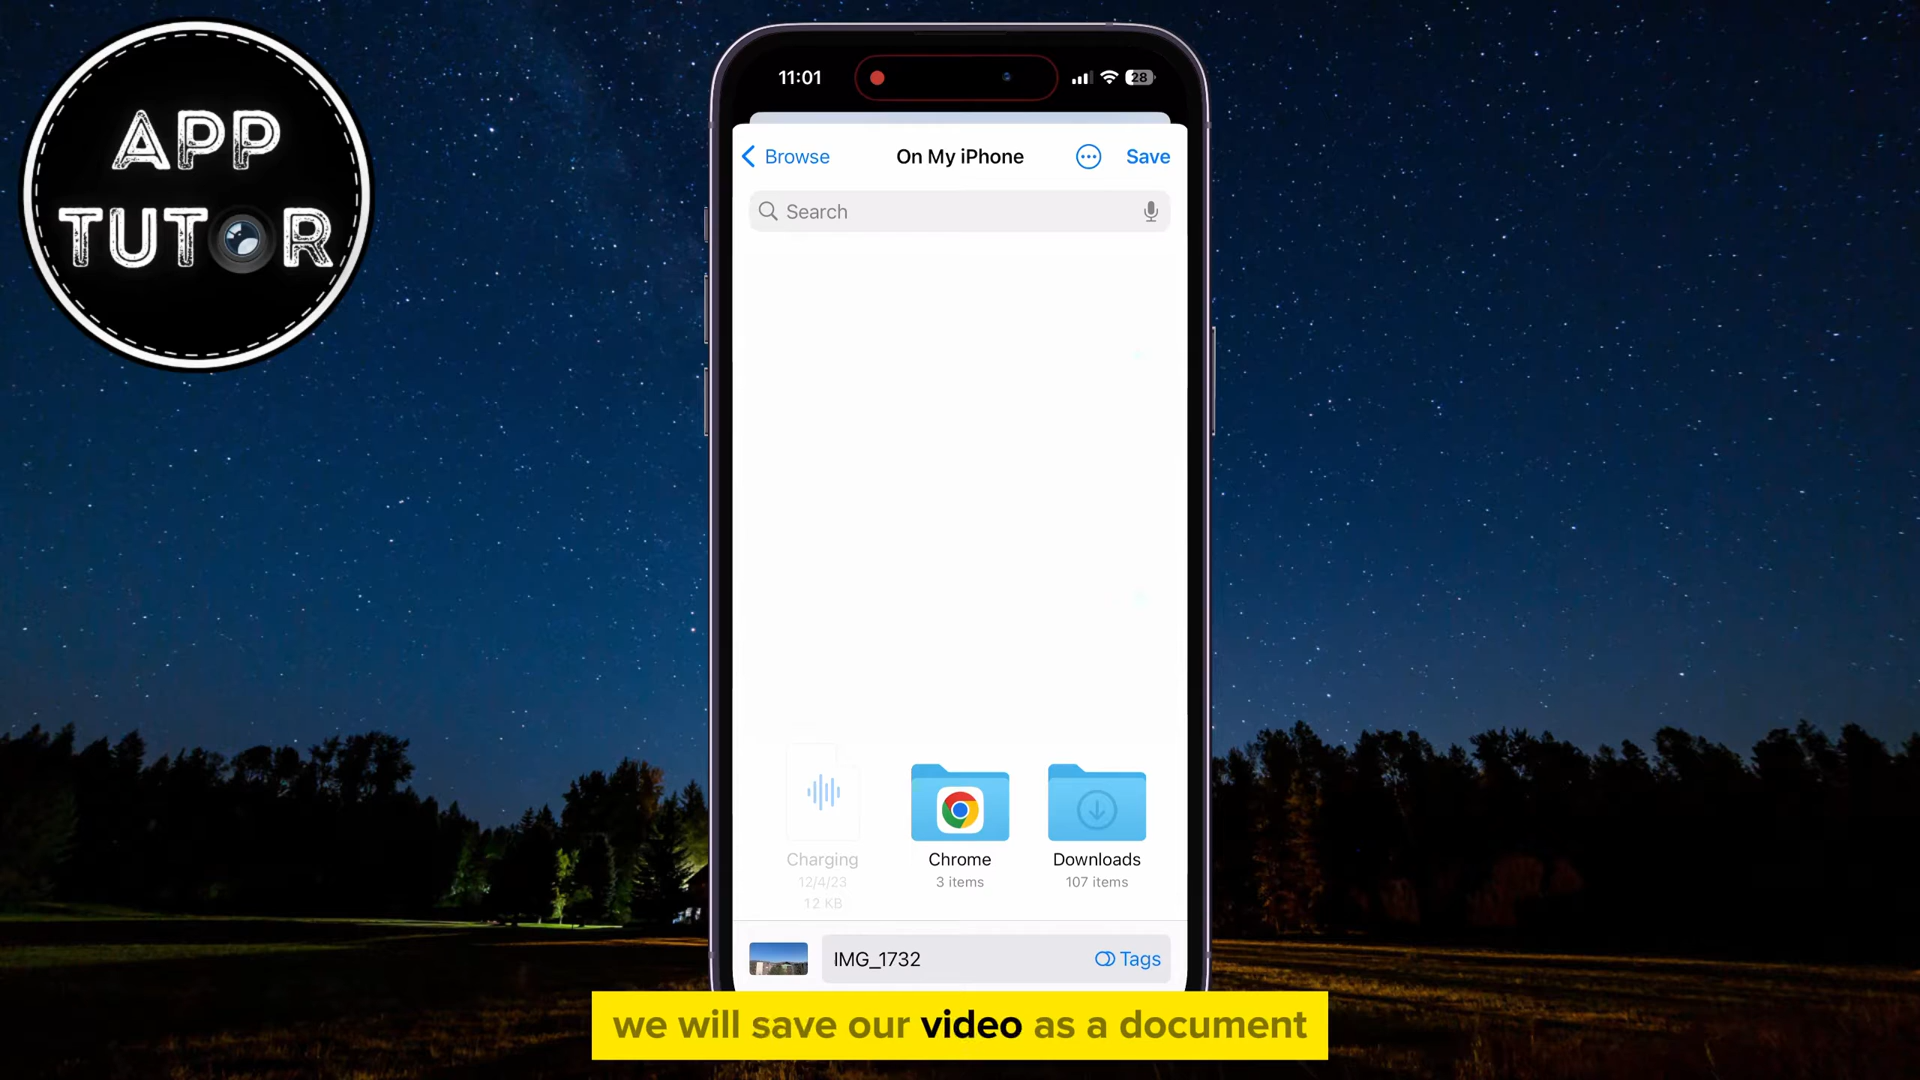 APP
TUTOR
11:01
28
Browse
On My iPhone
Save
Search
Charging
12/4/23
12 KB
Chrome
3 items
Downloads
107 items
IMG_1732
Tags
we will save our video as a document